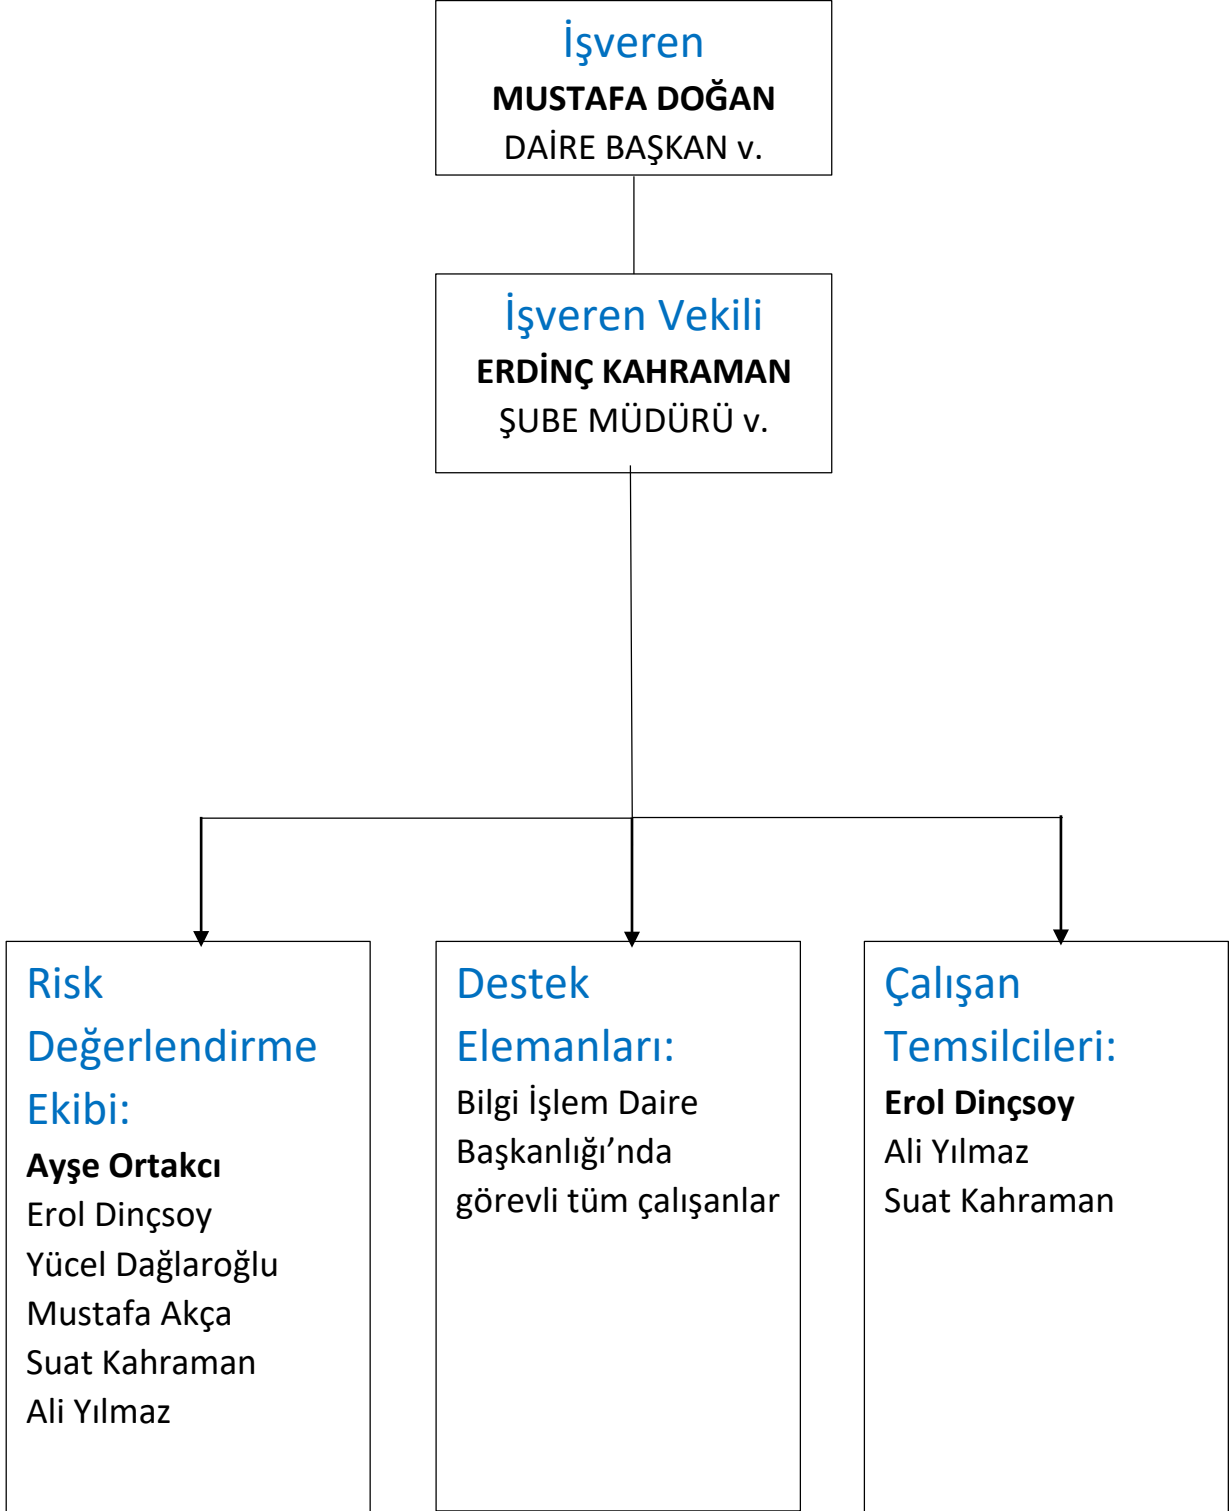 İşveren
MUSTAFA DOĞAN
DAİRE BAŞKAN v.
İşveren Vekili
ERDİNÇ KAHRAMAN
ŞUBE MÜDÜRÜ v.
Risk
Değerlendirme
Ekibi:
Ayşe Ortakcı
Erol Dinçsoy
Yücel Dağlaroğlu
Mustafa Akça
Suat Kahraman
Ali Yılmaz
Destek
Elemanları:
Bilgi İşlem Daire
Başkanlığı’nda
görevli tüm çalışanlar
Çalışan
Temsilcileri:
Erol Dinçsoy
Ali Yılmaz
Suat Kahraman